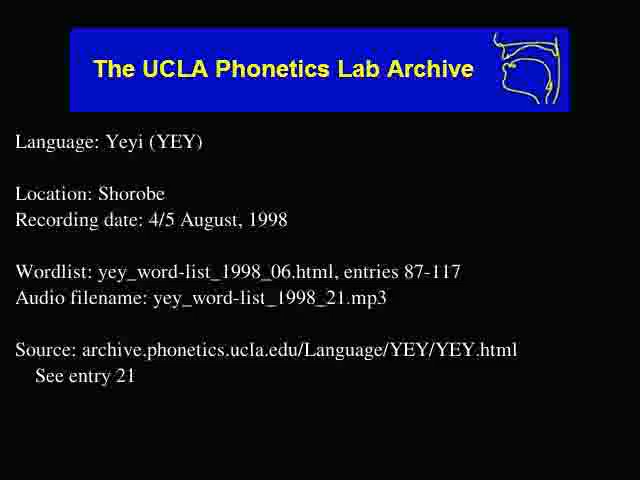 The UCLA Phonetics Lab Archive
Language: Yeyi (YEY)
Location: Shorobe
Recording date: 4/5 August, 1998
Wordlist: yey_word-list_1998_06.html, entries 87-117
Audio filename: yey_word-list_1998_21.mp3
Source: archive.phonetics.ucla.edu/Language/YEY/YEY.html
See entry 21